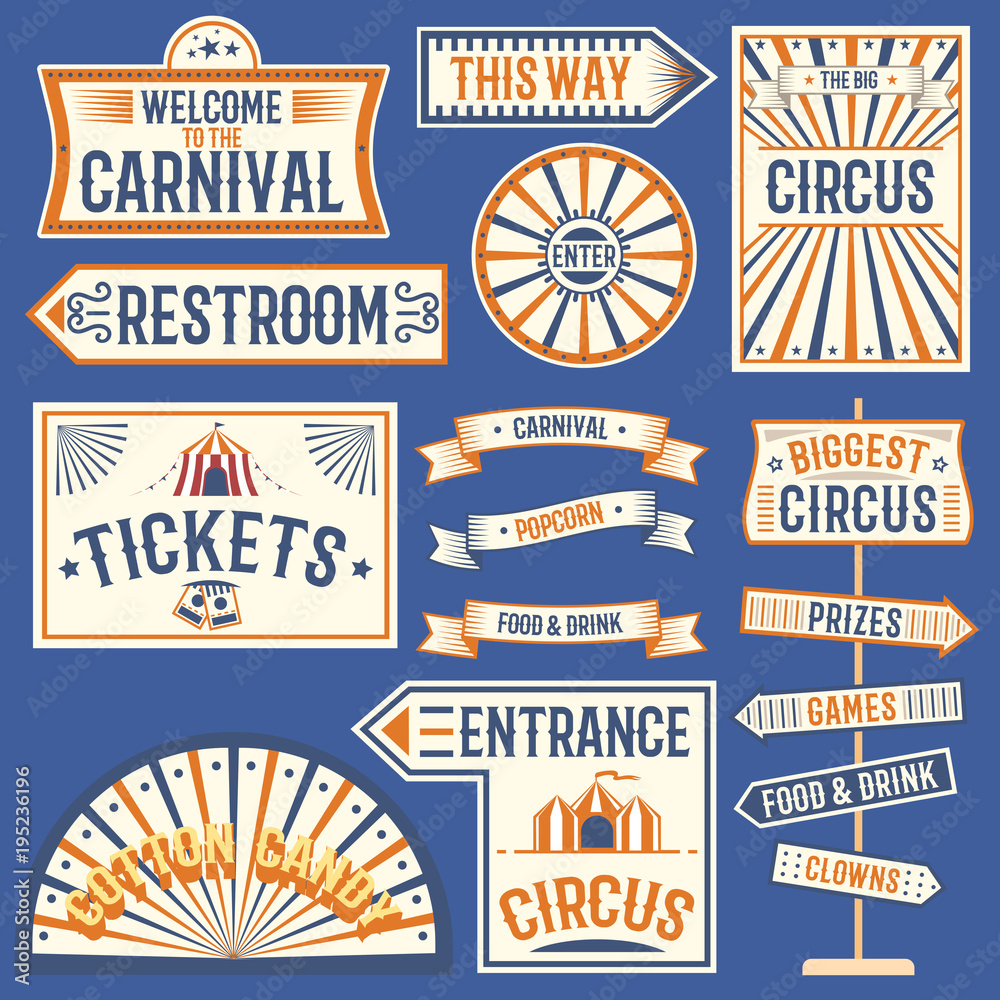 WELCOME
TO THE
CARNIVAL
THIS WAY
THE BIG
CIRCUS
ENTER
RESTROOM
TICKETS
CARNIVAL
POPCORN
FOOD & DRINK
BIGGEST
CIRCUS
PRIZES
GAMES
FOOD & DRINK
CLOWNS
ENTRANCE
CIRCUS
COTTON CANDY
Adobe Stock | #195236196